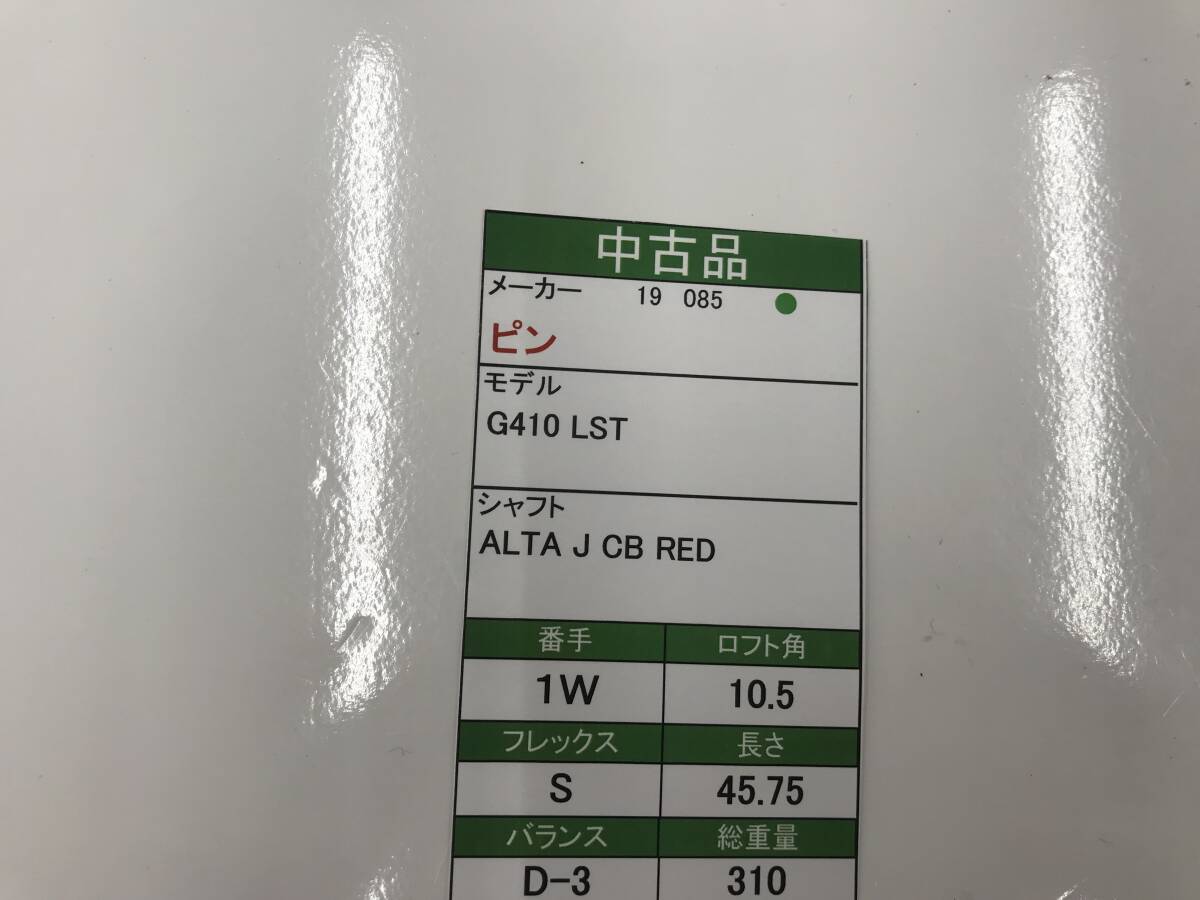 中古品
メーカー 19 085
ピン
モデル
G410 LST
シャフト
ALTA J CB RED
番手 ロフト角
1W 10.5
フレックス 長さ
S 45.75
バランス 総重量
D-3 310